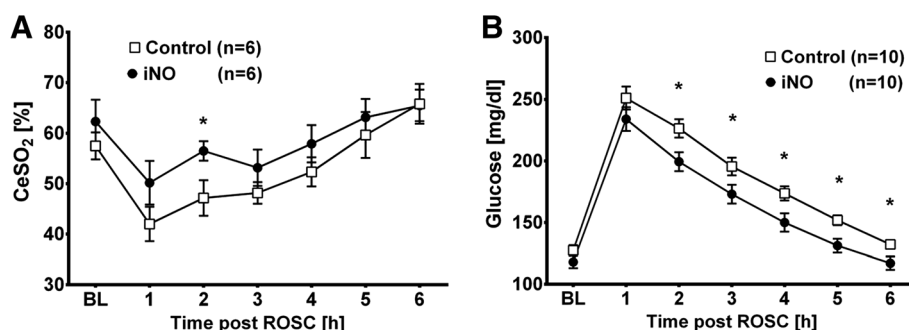 A
Control (n=6)
iNO (n=6)
CeSO2 [%]
80
70
60
50
40
30
*
BL 1 2 3 4 5 6
Time post ROSC [h]
B
Control (n=10)
iNO (n=10)
Glucose [mg/dl]
300
250
200
150
100
* * * * *
BL 1 2 3 4 5 6
Time post ROSC [h]